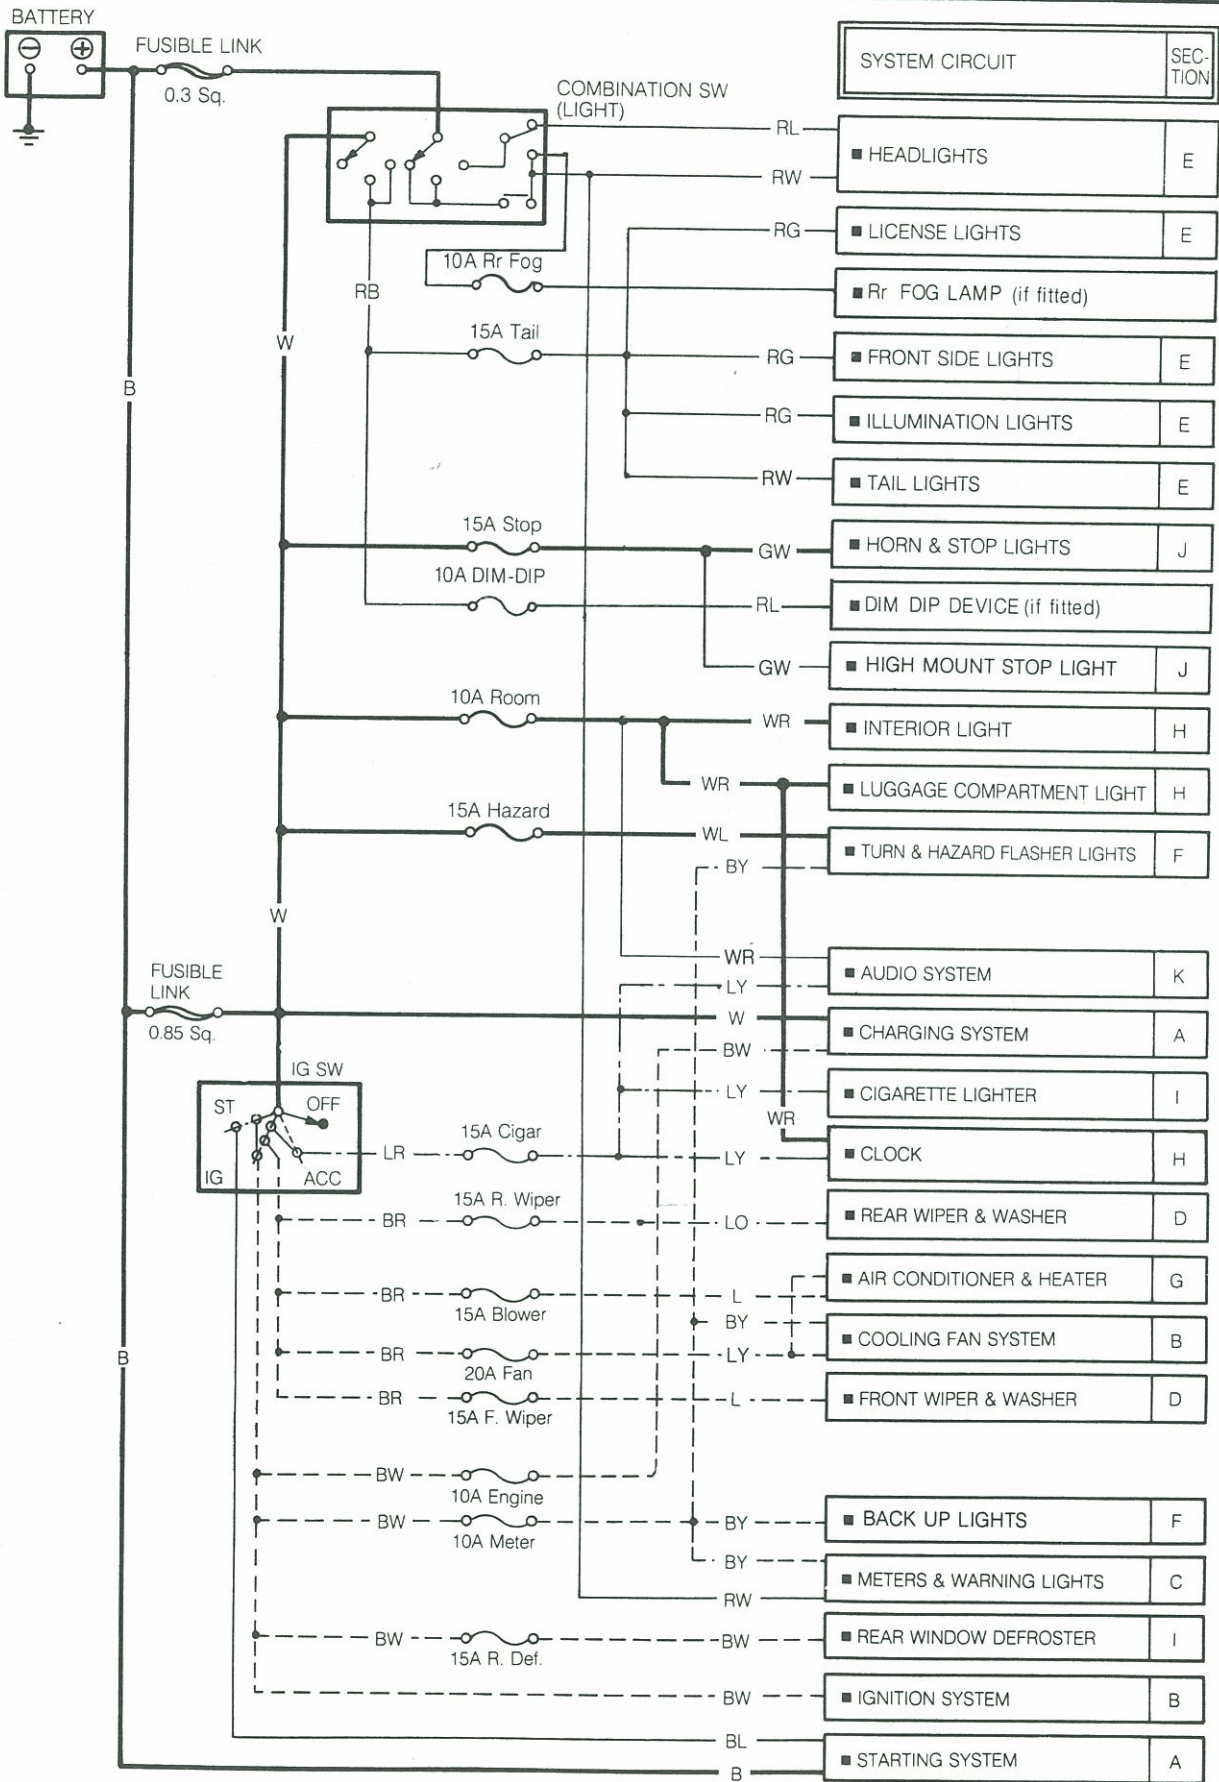 BATTERY
FUSIBLE LINK
0.3 Sq.
COMBINATION SW
(LIGHT)
SYSTEM CIRCUIT
SEC-
TION
RL
HEADLIGHTS
E
RW
RG
LICENSE LIGHTS
E
10A Rr Fog
Rr FOG LAMP (if fitted)
RB
W
15A Tail
RG
FRONT SIDE LIGHTS
E
B
RG
ILLUMINATION LIGHTS
E
RW
TAIL LIGHTS
E
15A Stop
GW
HORN & STOP LIGHTS
J
10A DIM-DIP
RL
DIM DIP DEVICE (if fitted)
GW
HIGH MOUNT STOP LIGHT
J
10A Room
WR
INTERIOR LIGHT
H
WR
LUGGAGE COMPARTMENT LIGHT
H
15A Hazard
WL
TURN & HAZARD FLASHER LIGHTS
F
BY
W
WR
AUDIO SYSTEM
K
LY
FUSIBLE
LINK
0.85 Sq.
W
CHARGING SYSTEM
A
BW
IG SW
LY
CIGARETTE LIGHTER
I
ST
OFF
WR
15A Cigar
LR
LY
CLOCK
H
IG
ACC
15A R. Wiper
BR
LO
REAR WIPER & WASHER
D
BR
15A Blower
L
AIR CONDITIONER & HEATER
G
BY
COOLING FAN SYSTEM
B
B
BR
20A Fan
LY
BR
15A F. Wiper
L
FRONT WIPER & WASHER
D
BW
10A Engine
BW
10A Meter
BY
BACK UP LIGHTS
F
BY
METERS & WARNING LIGHTS
C
RW
BW
15A R. Def.
BW
REAR WINDOW DEFROSTER
I
BW
IGNITION SYSTEM
B
BL
STARTING SYSTEM
A
B